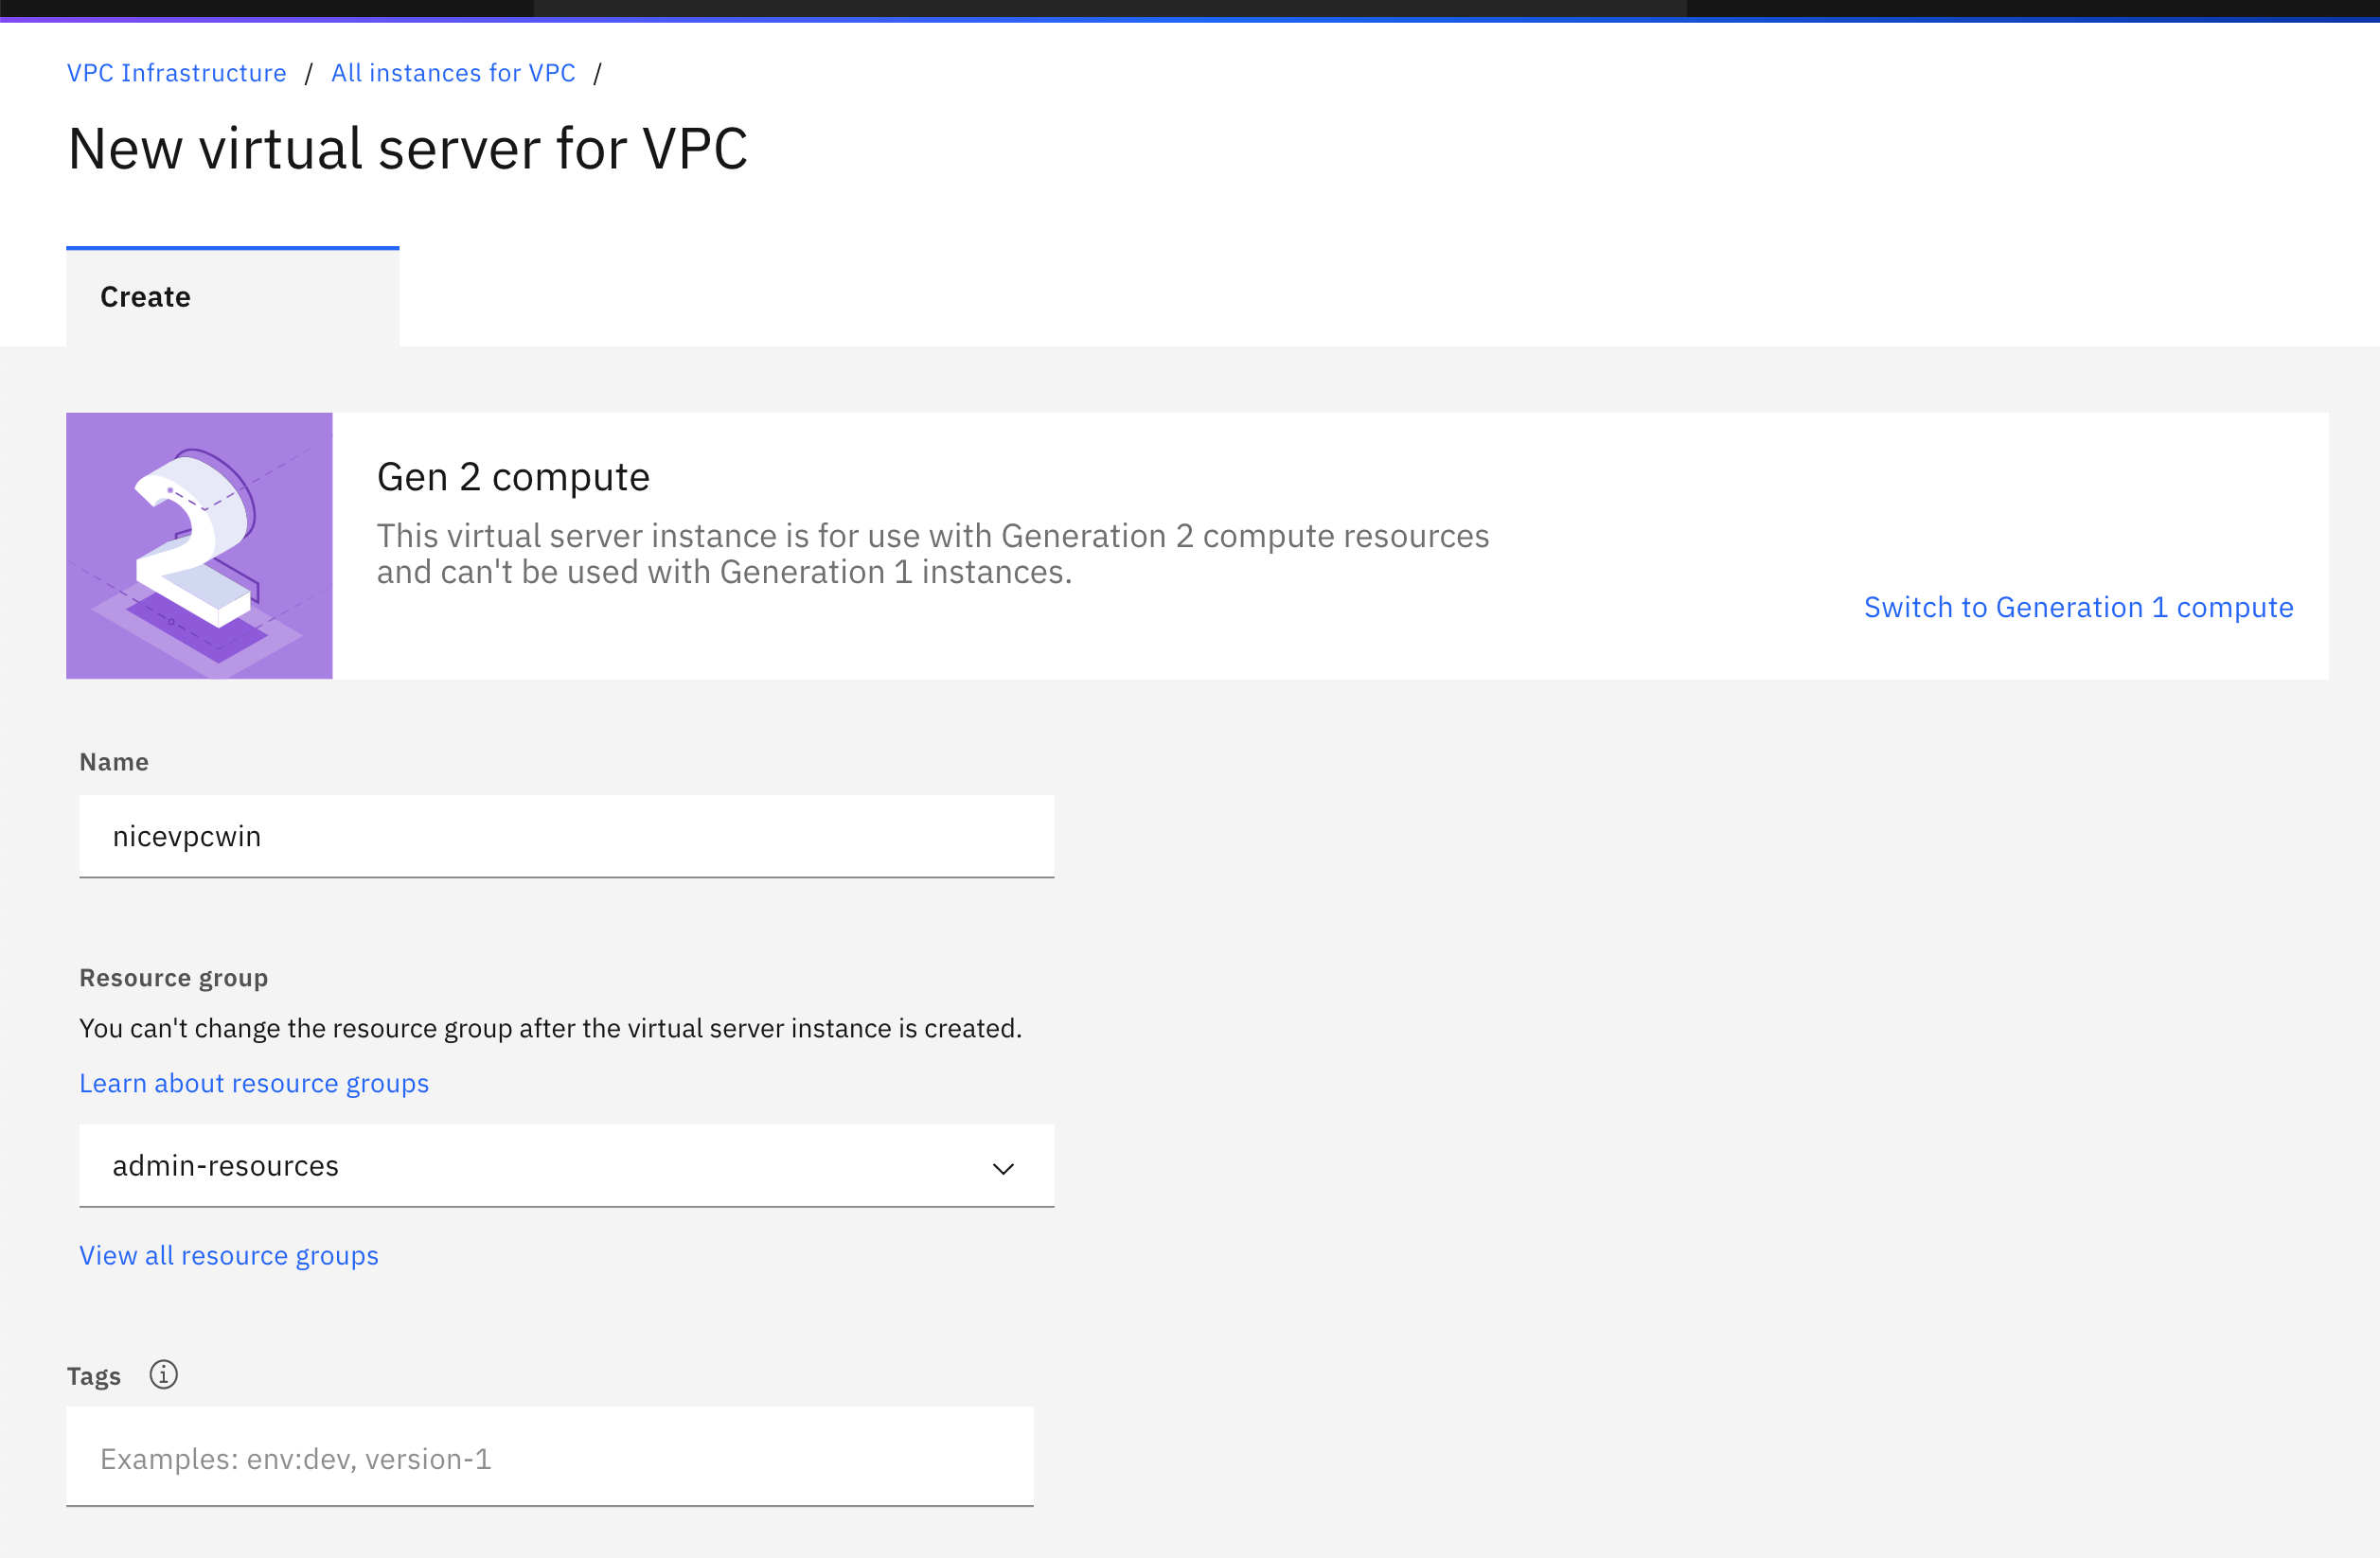 VPC Infrastructure / All instances for VPC /
New virtual server for VPC
Create
2
Gen 2 compute
This virtual server instance is for use with Generation 2 compute resources
and can't be used with Generation 1 instances.
Switch to Generation 1 compute
Name
nicevpcwin
Resource group
You can't change the resource group after the virtual server instance is created.
Learn about resource groups
admin-resources
View all resource groups
Tags
Examples: env:dev, version-1